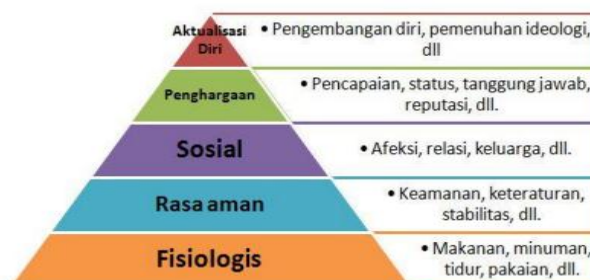 Aktualisasi
Diri
• Pengembangan diri, pemenuhan ideologi,
dll
Penghargaan
• Pencapaian, status, tanggung jawab,
reputasi, dll.
Sosial
• Afeksi, relasi, keluarga, dll.
Rasa aman
• Keamanan, keteraturan,
stabilitas, dll.
Fisiologis
• Makanan, minuman,
tidur, pakaian, dll.